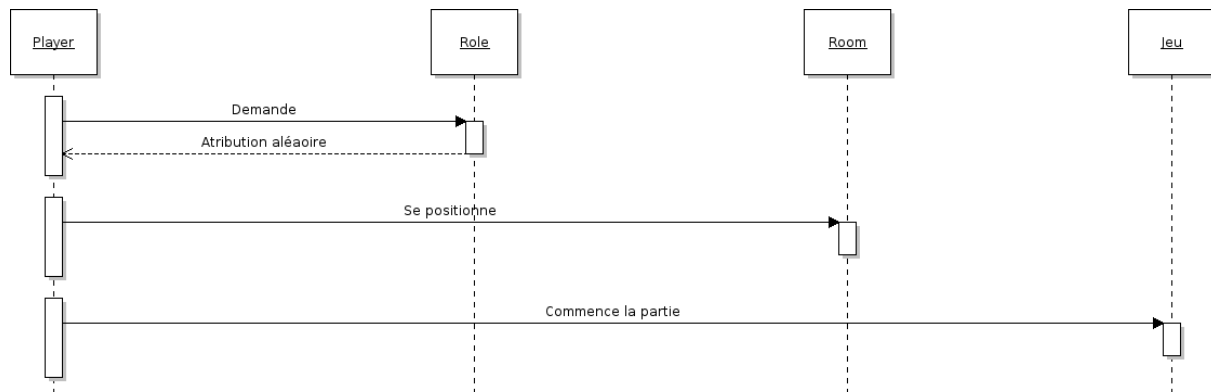 Player
Role
Room
Jeu
Demande
Atribution aléaoire
Se positionne
Commence la partie